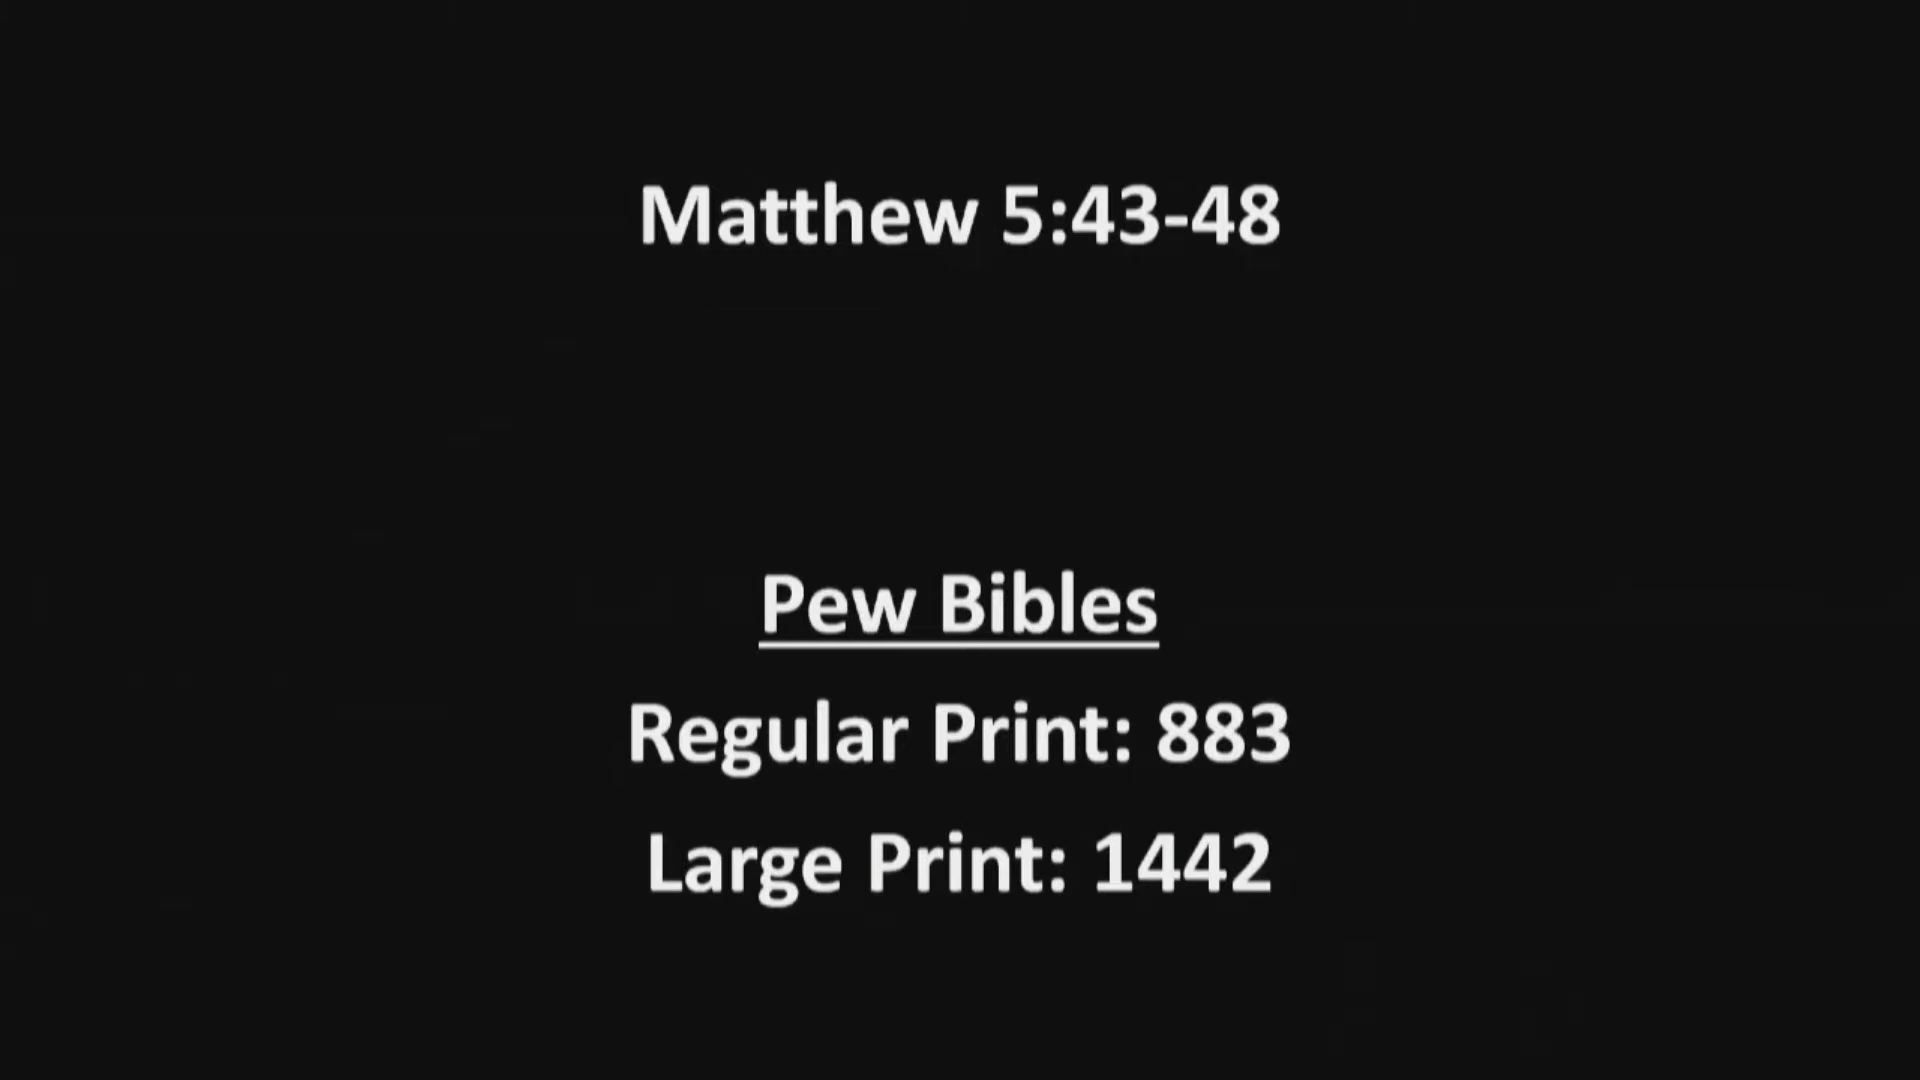 Matthew 5:43-48
Pew Bibles
Regular Print: 883
Large Print: 1442